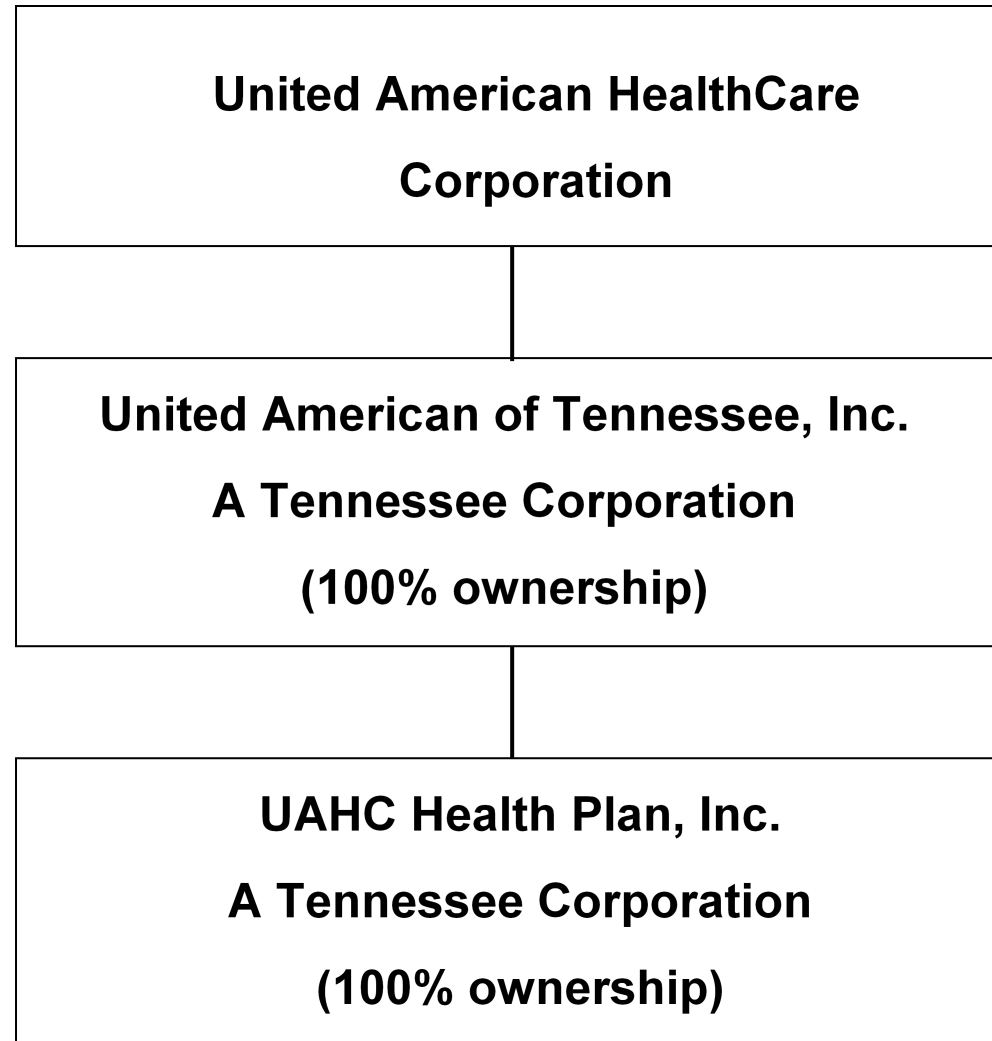 United American HealthCare
Corporation
United American of Tennessee, Inc.
A Tennessee Corporation
(100% ownership)
UAHC Health Plan, Inc.
A Tennessee Corporation
(100% ownership)